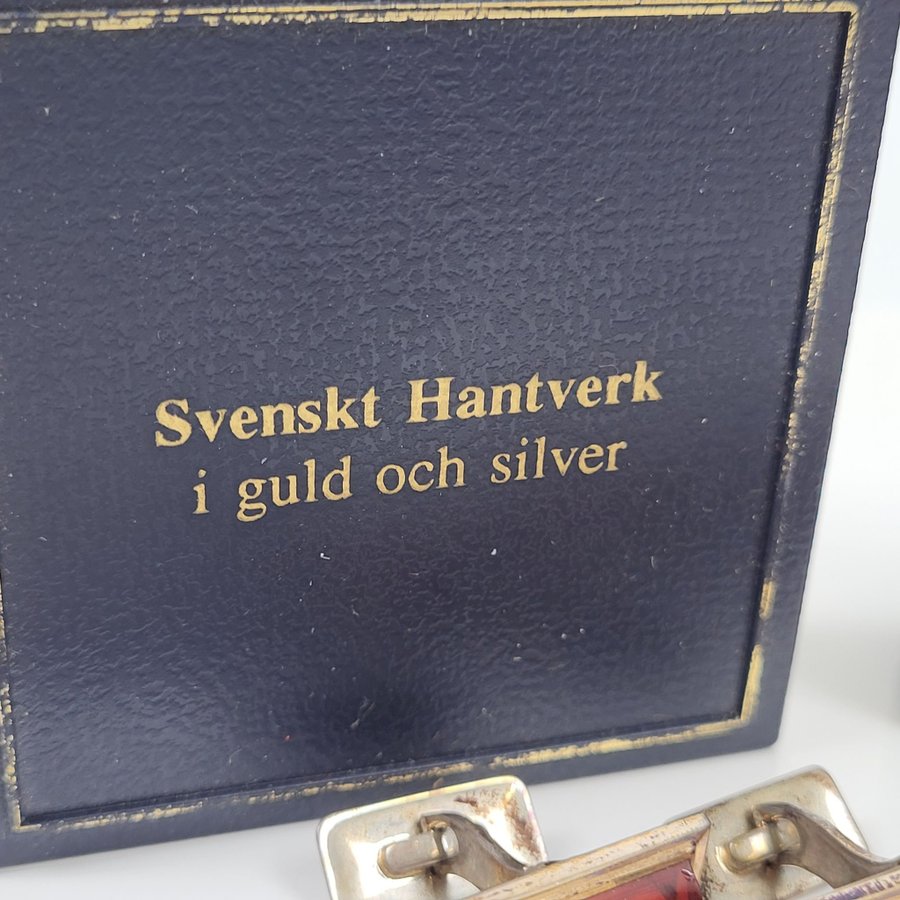 Svenskt Hantverk
i guld och silver